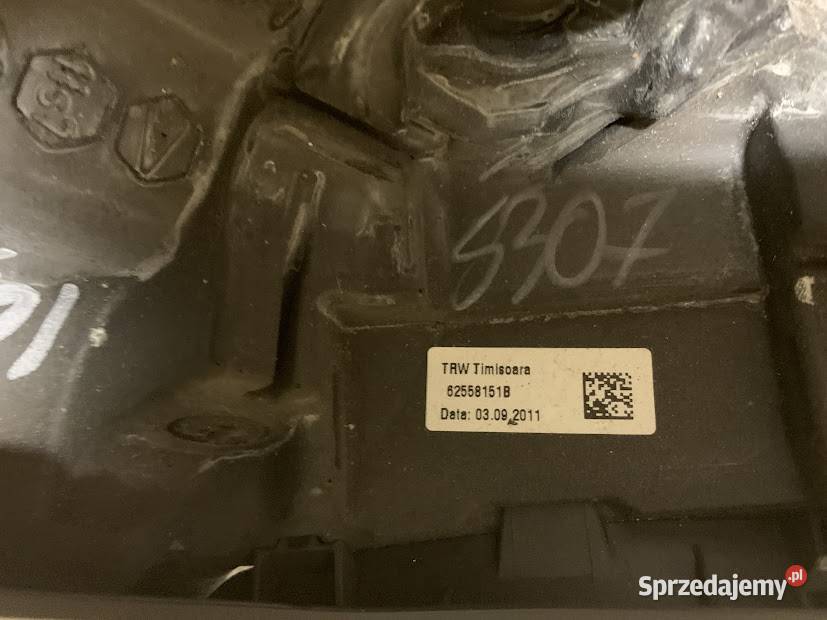 S307
TRW Timisoara
62558151B
Data: 03.09.2011
Sprzedajemy.pl